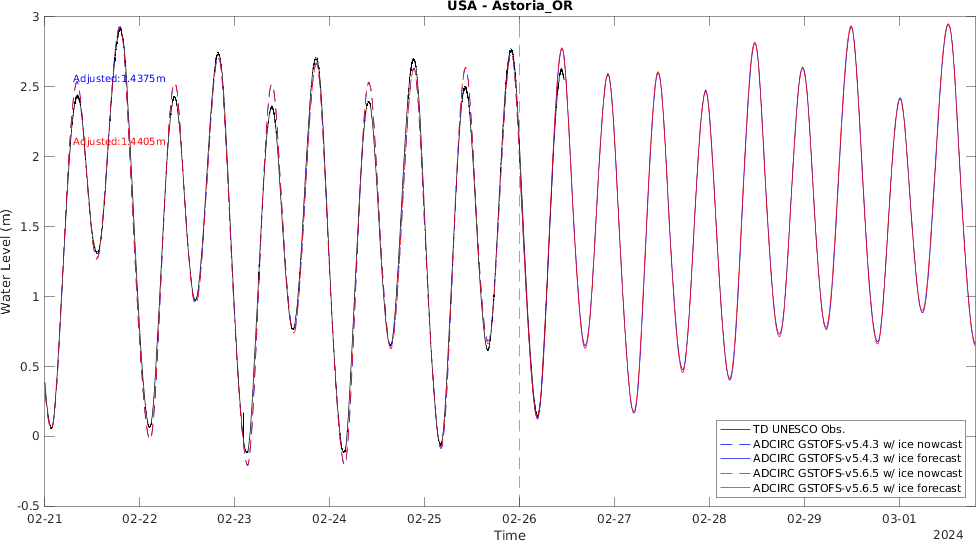 USA - Astoria_OR
3
2.5
2
1.5
1
0.5
0
-0.5
Water Level (m)
Adjusted:1.4375m
Adjusted:1.4405m
TD UNESCO Obs.
ADCIRC GSTOFS-v5.4.3 w/ ice nowcast
ADCIRC GSTOFS-v5.4.3 w/ ice forecast
ADCIRC GSTOFS-v5.6.5 w/ ice nowcast
ADCIRC GSTOFS-v5.6.5 w/ ice forecast
02-21 02-22 02-23 02-24 02-25 02-26 02-27 02-28 02-29 03-01
Time
2024